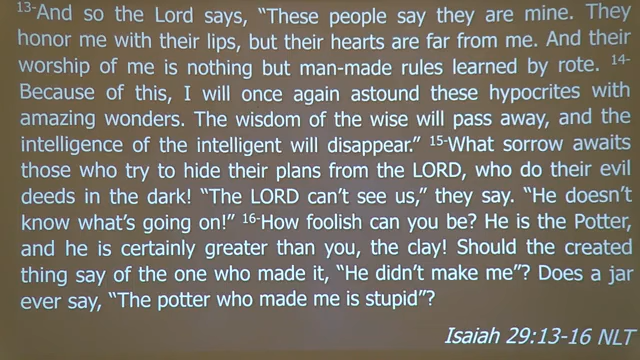 13-And so the Lord says, “These people say they are mine. They
honor me with their lips, but their hearts are far from me. And their
worship of me is nothing but man-made rules learned by rote. 14-
Because of this, I will once again astound these hypocrites with
amazing wonders. The wisdom of the wise will pass away, and the
intelligence of the intelligent will disappear.” 15-What sorrow awaits
those who try to hide their plans from the LORD, who do their evil
deeds in the dark! “The LORD can’t see us,” they say. “He doesn’t
know what’s going on!” 16-How foolish can you be? He is the Potter,
and he is certainly greater than you, the clay! Should the created
thing say of the one who made it, “He didn’t make me”? Does a jar
ever say, “The potter who made me is stupid”?
Isaiah 29:13-16 NLT